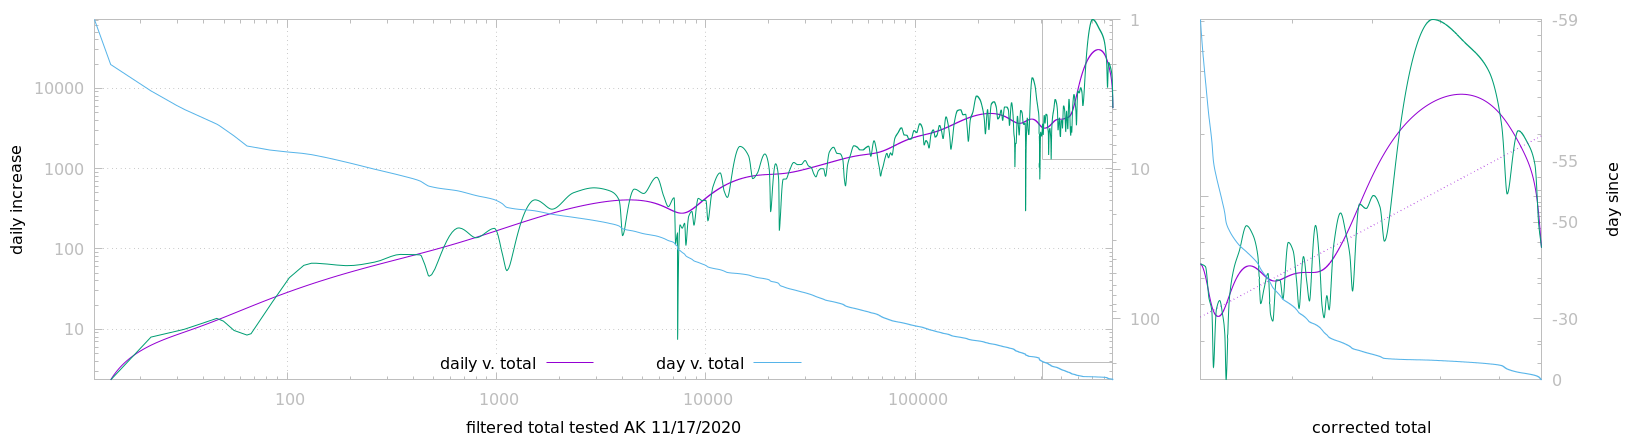 daily increase
10000
1000
100
10
100
1000
10000
100000
1
10
100
daily v. total
day v. total
filtered total tested AK 11/17/2020
-59
-55
-50
-30
0
day since
corrected total